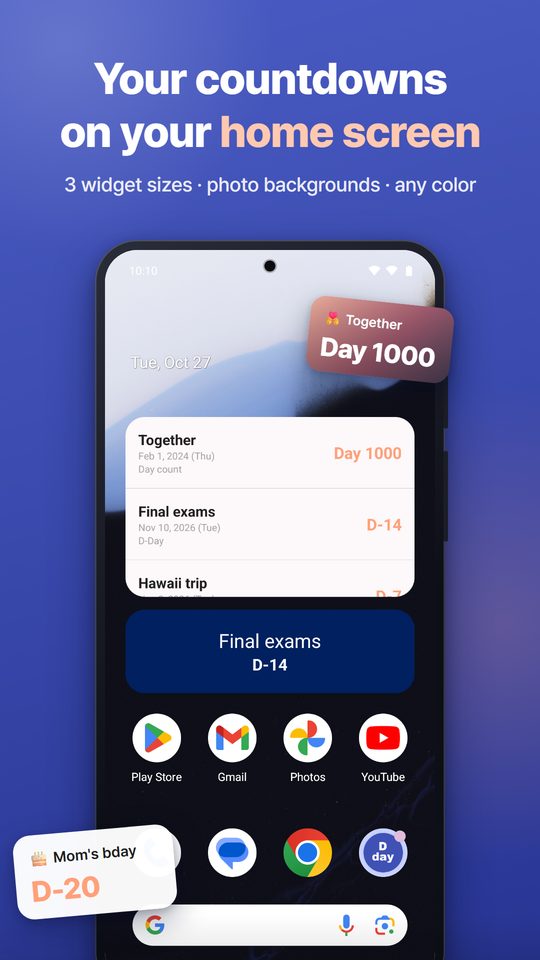 Your countdowns
on your home screen
3 widget sizes · photo backgrounds · any color
10:10
Together
Day 1000
Tue, Oct 27
Together
Feb 1, 2024 (Thu)
Day count
Day 1000
Final exams
Nov 10, 2026 (Tue)
D-Day
D-14
Hawaii trip
D-7
Final exams
D-14
Play Store
Gmail
Photos
YouTube
Mom's bday
D-20
D
day